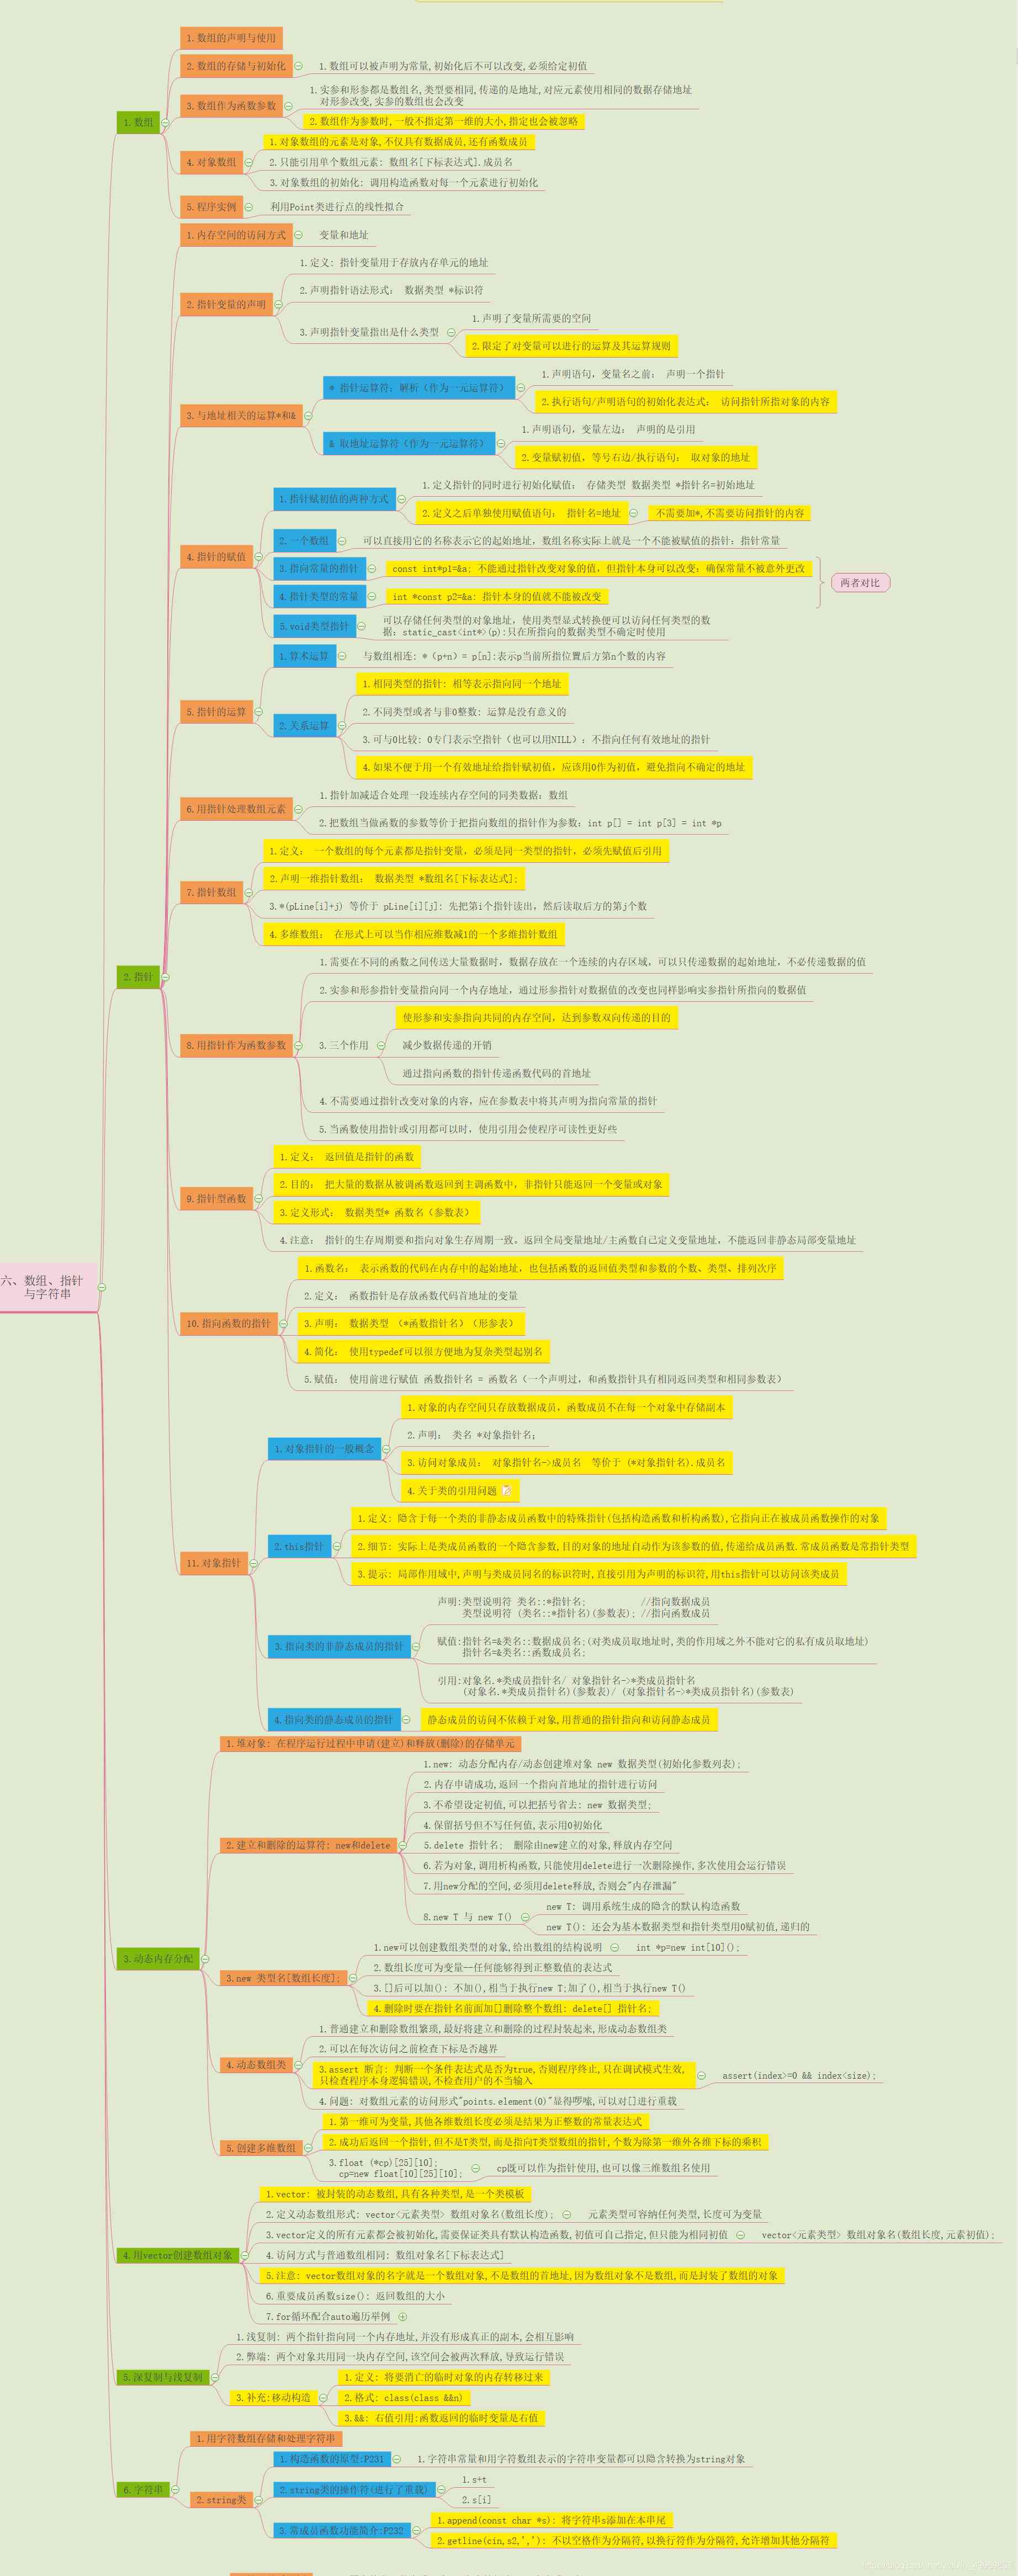 六、数组、指针
与字符串
1.数组
1.数组的声明与使用
2.数组的存储与初始化
1.数组可以被声明为常量,初始化后不可以改变,必须给定初值
3.数组作为函数参数
1.实参和形参都是数组名,类型要相同,传递的是地址,对应元素使用相同的数据存储地址
对形参改变,实参的数组也会改变
2.数组作为参数时,一般不指定第一维的大小,指定也会被忽略
4.对象数组
1.对象数组的元素是对象,不仅具有数据成员,还有函数成员
2.只能引用单个数组元素: 数组名[下标表达式].成员名
3.对象数组的初始化: 调用构造函数对每一个元素进行初始化
5.程序实例
利用Point类进行点的线性拟合
2.指针
1.内存空间的访问方式
变量和地址
2.指针变量的声明
1.定义: 指针变量用于存放内存单元的地址
2.声明指针语法形式: 数据类型 *标识符
3.声明指针变量指出是什么类型
1.声明了变量所需要的空间
2.限定了对变量可以进行的运算及其运算规则
3.与地址相关的运算*和&
* 指针运算符: 解析（作为一元运算符）
1.声明语句, 变量名之前: 声明一个指针
2.执行语句/声明语句的初始化表达式: 访问指针所指对象的内容
& 取地址运算符（作为一元运算符）
1.声明语句, 变量左边: 声明的是引用
2.变量赋初值, 等号右边/执行语句: 取对象的地址
4.指针的赋值
1.指针赋初值的两种方式
1.定义指针的同时进行初始化赋值: 存储类型 数据类型 *指针名=初始地址
2.定义之后单独使用赋值语句: 指针名=地址
不需要加*,不需要访问指针的内容
2.一个数组
可以直接用它的名称表示它的起始地址, 数组名称实际上就是一个不能被赋值的指针: 指针常量
3.指向常量的指针
const int*p1=&a; 不能通过指针改变对象的值, 但指针本身可以改变: 确保常量不被意外更改
4.指针类型的常量
int *const p2=&a: 指针本身的值就不能被改变
两者对比
5.void类型指针
可以存储任何类型的对象地址, 使用类型显式转换便可以访问任何类型的数
据: static_cast<int*>(p):只在所指向的数据类型不确定时使用
5.指针的运算
1.算术运算
与数组相连: *（p+n）= p[n]:表示p当前所指位置后方第n个数的内容
2.关系运算
1.相同类型的指针: 相等表示指向同一个地址
2.不同类型或者与非0整数: 运算是没有意义的
3.可与0比较: 0专门表示空指针（也可以用NILL）: 不指向任何有效地址的指针
4.如果不便于用一个有效地址给指针赋初值, 应该用0作为初值, 避免指向不确定的地址
6.用指针处理数组元素
1.指针加减适合处理一段连续内存空间的同类数据: 数组
2.把数组当做函数的参数等价于把指向数组的指针作为参数: int p[] = int p[3] = int *p
7.指针数组
1.定义: 一个数组的每个元素都是指针变量, 必须是同一类型的指针, 必须先赋值后引用
2.声明一维指针数组: 数据类型 *数组名[下标表达式];
3.*(pLine[i]+j) 等价于 pLine[i][j]: 先把第i个指针读出, 然后读取后方的第j个数
4.多维数组: 在形式上可以当作相应维数减1的一个多维指针数组
8.用指针作为函数参数
1.需要在不同的函数之间传送大量数据时, 数据存放在一个连续的内存区域, 可以只传递数据的起始地址, 不必传递数据的值
2.实参和形参指针变量指向同一个内存地址, 通过形参指针对数据值的改变也同样影响实参指针所指向的数据值
3.三个作用
使形参和实参指向共同的内存空间, 达到参数双向传递的目的
减少数据传递的开销
通过指向函数的指针传递函数代码的首地址
4.不需要通过指针改变对象的内容, 应在参数表中将其声明为指向常量的指针
5.当函数使用指针或引用都可以时, 使用引用会使程序可读性更好些
9.指针型函数
1.定义: 返回值是指针的函数
2.目的: 把大量的数据从被调函数返回到主调函数中, 非指针只能返回一个变量或对象
3.定义形式: 数据类型* 函数名（参数表）
4.注意: 指针的生存周期要和指向对象生存周期一致。返回全局变量地址/主函数自己定义变量地址, 不能返回非静态局部变量地址
10.指向函数的指针
1.函数名: 表示函数的代码在内存中的起始地址, 也包括函数的返回值类型和参数的个数、类型、排列次序
2.定义: 函数指针是存放函数代码首地址的变量
3.声明: 数据类型 （*函数指针名）（形参表）
4.简化: 使用typedef可以很方便地为复杂类型起别名
5.赋值: 使用前进行赋值 函数指针名 = 函数名（一个声明过, 和函数指针具有相同返回类型和相同参数表）
11.对象指针
1.对象指针的一般概念
1.对象的内存空间只存放数据成员, 函数成员不在每一个对象中存储副本
2.声明: 类名 *对象指针名;
3.访问对象成员: 对象指针名->成员名 等价于 (*对象指针名).成员名
4.关于类的引用问题
2.this指针
1.定义: 隐含于每一个类的非静态成员函数中的特殊指针(包括构造函数和析构函数),它指向正在被成员函数操作的对象
2.细节: 实际上是类成员函数的一个隐含参数,目的对象的地址自动作为该参数的值,传递给成员函数.常成员函数是常指针类型
3.提示: 局部作用域中,声明与类成员同名的标识符时,直接引用为声明的标识符,用this指针可以访问该类成员
3.指向类的非静态成员的指针
声明:类型说明符 类名::*指针名; //指向数据成员
类型说明符 (类名::*指针名)(参数表); //指向函数成员
赋值:指针名=&类名::数据成员名;(对类成员取地址时,类的作用域之外不能对它的私有成员取地址)
指针名=&类名::函数成员名;
引用:对象名.*类成员指针名/ 对象指针名->*类成员指针名
(对象名.*类成员指针名)(参数表)/ (对象指针名->*类成员指针名)(参数表)
4.指向类的静态成员的指针
静态成员的访问不依赖于对象,用普通的指针指向和访问静态成员
3.动态内存分配
1.堆对象: 在程序运行过程中申请(建立)和释放(删除)的存储单元
2.建立和删除的运算符: new和delete
1.new: 动态分配内存/动态创建堆对象 new 数据类型(初始化参数列表);
2.内存申请成功,返回一个指向首地址的指针进行访问
3.不希望设定初值,可以把括号省去: new 数据类型;
4.保留括号但不写任何值,表示用0初始化
5.delete 指针名; 删除由new建立的对象,释放内存空间
6.若为对象,调用析构函数,只能使用delete进行一次删除操作,多次使用会运行错误
7.用new分配的空间,必须用delete释放,否则会"内存泄漏"
8.new T 与 new T()
new T: 调用系统生成的隐含的默认构造函数
new T(): 还会为基本数据类型和指针类型用0赋初值,递归的
3.new 类型名[数组长度];
1.new可以创建数组类型的对象,给出数组的结构说明
int *p=new int[10]();
2.数组长度可为变量--任何能够得到正整数值的表达式
3.[]后可以加(): 不加(),相当于执行new T;加了(),相当于执行new T()
4.删除时要在指针名前面加[]删除整个数组: delete[] 指针名;
4.动态数组类
1.普通建立和删除数组繁琐,最好将建立和删除的过程封装起来,形成动态数组类
2.可以在每次访问之前检查下标是否越界
3.assert 断言: 判断一个条件表达式是否为true,否则程序终止,只在调试模式生效,
只检查程序本身逻辑错误,不检查用户的不当输入
assert(index>=0 && index<size);
4.问题: 对数组元素的访问形式"points.element(0)"显得啰嗦,可以对[]进行重载
5.创建多维数组
1.第一维可为变量,其他各维数组长度必须是结果为正整数的常量表达式
2.成功后返回一个指针,但不是T类型,而是指向T类型数组的指针,个数为除第一维外各维下标的乘积
3.float (*cp)[25][10];
cp=new float[10][25][10];
cp既可以作为指针使用,也可以像三维数组名使用
4.用vector创建数组对象
1.vector: 被封装的动态数组,具有各种类型,是一个类模板
2.定义动态数组形式: vector<元素类型> 数组对象名(数组长度);
元素类型可容纳任何类型,长度可为变量
3.vector定义的所有元素都会被初始化,需要保证类具有默认构造函数,初值可自己指定,但只能为相同初值
vector<元素类型> 数组对象名(数组长度,元素初值);
4.访问方式与普通数组相同: 数组对象名[下标表达式]
5.注意: vector数组对象的名字就是一个数组对象,不是数组的首地址,因为数组对象不是数组,而是封装了数组的对象
6.重要成员函数size(): 返回数组的大小
7.for循环配合auto遍历举例
5.深复制与浅复制
1.浅复制: 两个指针指向同一个内存地址,并没有形成真正的副本,会相互影响
2.弊端: 两个对象共用同一块内存空间,该空间会被两次释放,导致运行错误
3.补充:移动构造
1.定义: 将要消亡的临时对象的内存转移过来
2.格式: class(class &&n)
3.&&: 右值引用:函数返回的临时变量是右值
6.字符串
1.用字符数组存储和处理字符串
2.string类
1.构造函数的原型:P231
1.字符串常量和用字符数组表示的字符串变量都可以隐含转换为string对象
2.string类的操作符(进行了重载)
1.s+t
2.s[i]
3.常成员函数功能简介:P232
1.append(const char *s): 将字符串s添加在本串尾
2.getline(cin,s2,','): 不以空格作为分隔符,以换行符作为分隔符,允许增加其他分隔符